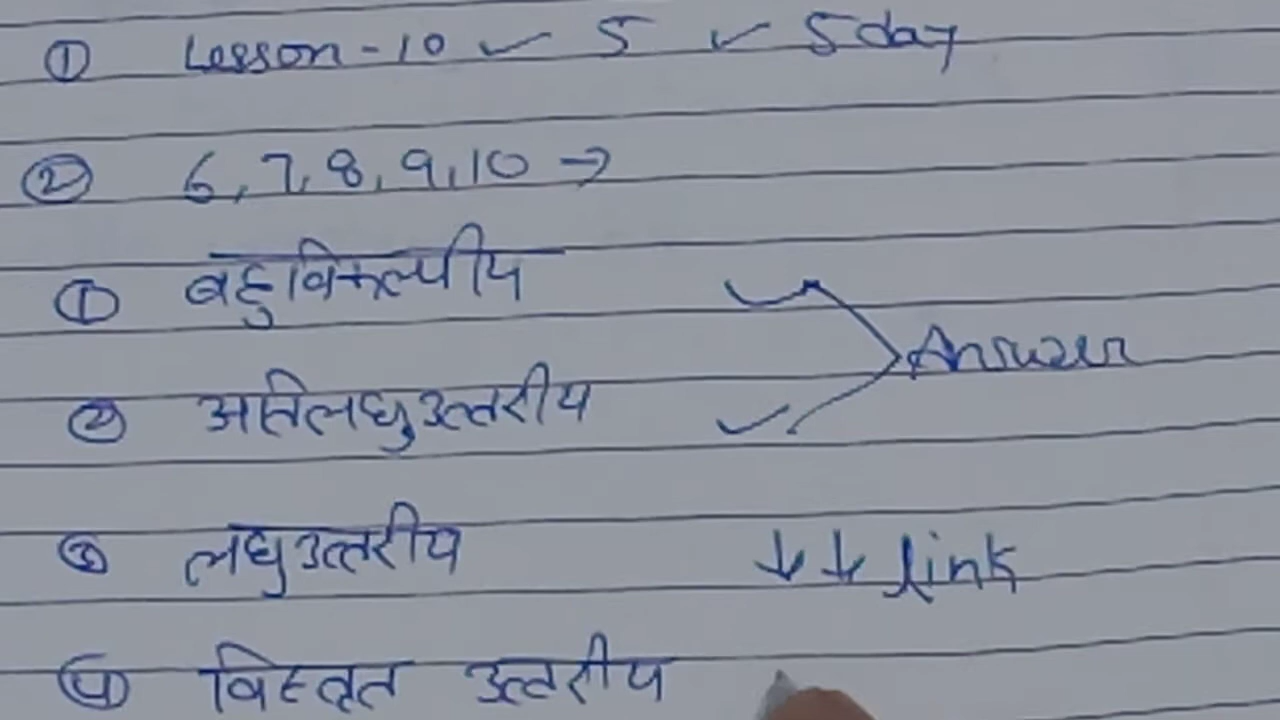 ① Lesson - 10 ✓ 5 ✓ 5 day
② 6, 7, 8, 9, 10 →
① बहुविकल्पीय
② अतिलघुउत्तरीय
Answer
③ लघुउत्तरीय ↓ ↓ link
④ विस्तृत उत्तरीय